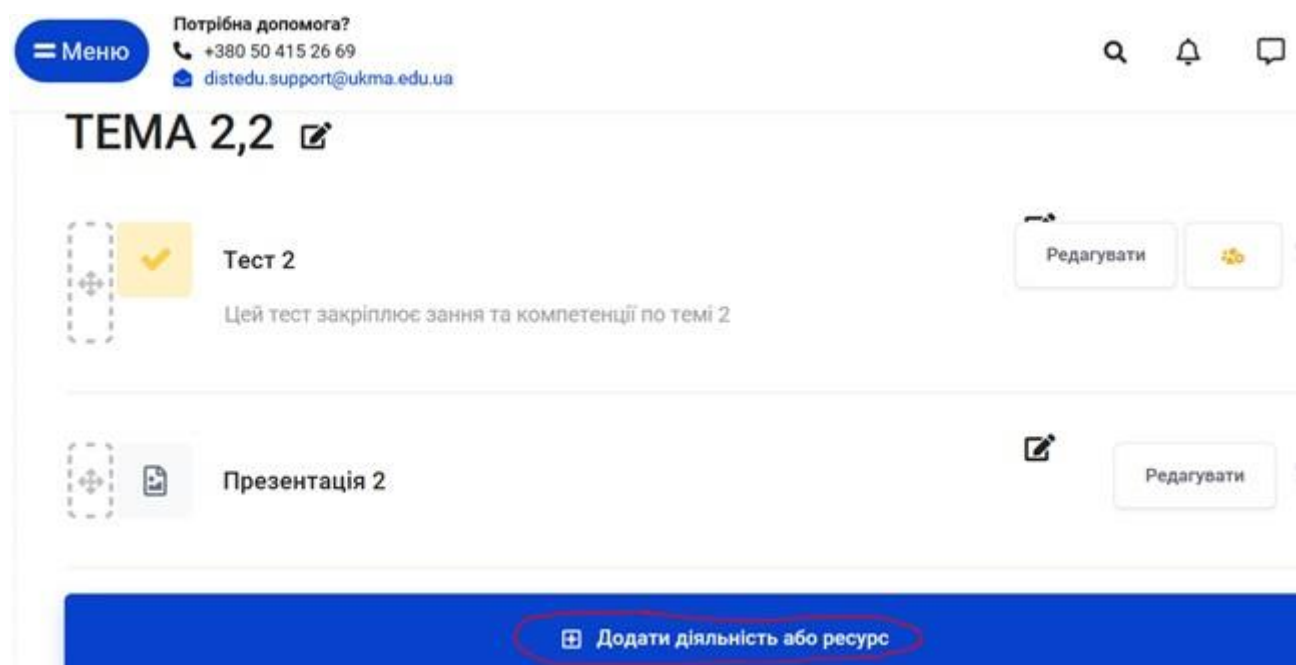 Меню
Потрібна допомога?
+380 50 415 26 69
distedu.support@ukma.edu.ua
ТЕМА 2,2
Тест 2
Редагувати
Цей тест закріплює зання та компетенції по темі 2
Презентація 2
Редагувати
Додати діяльність або ресурс